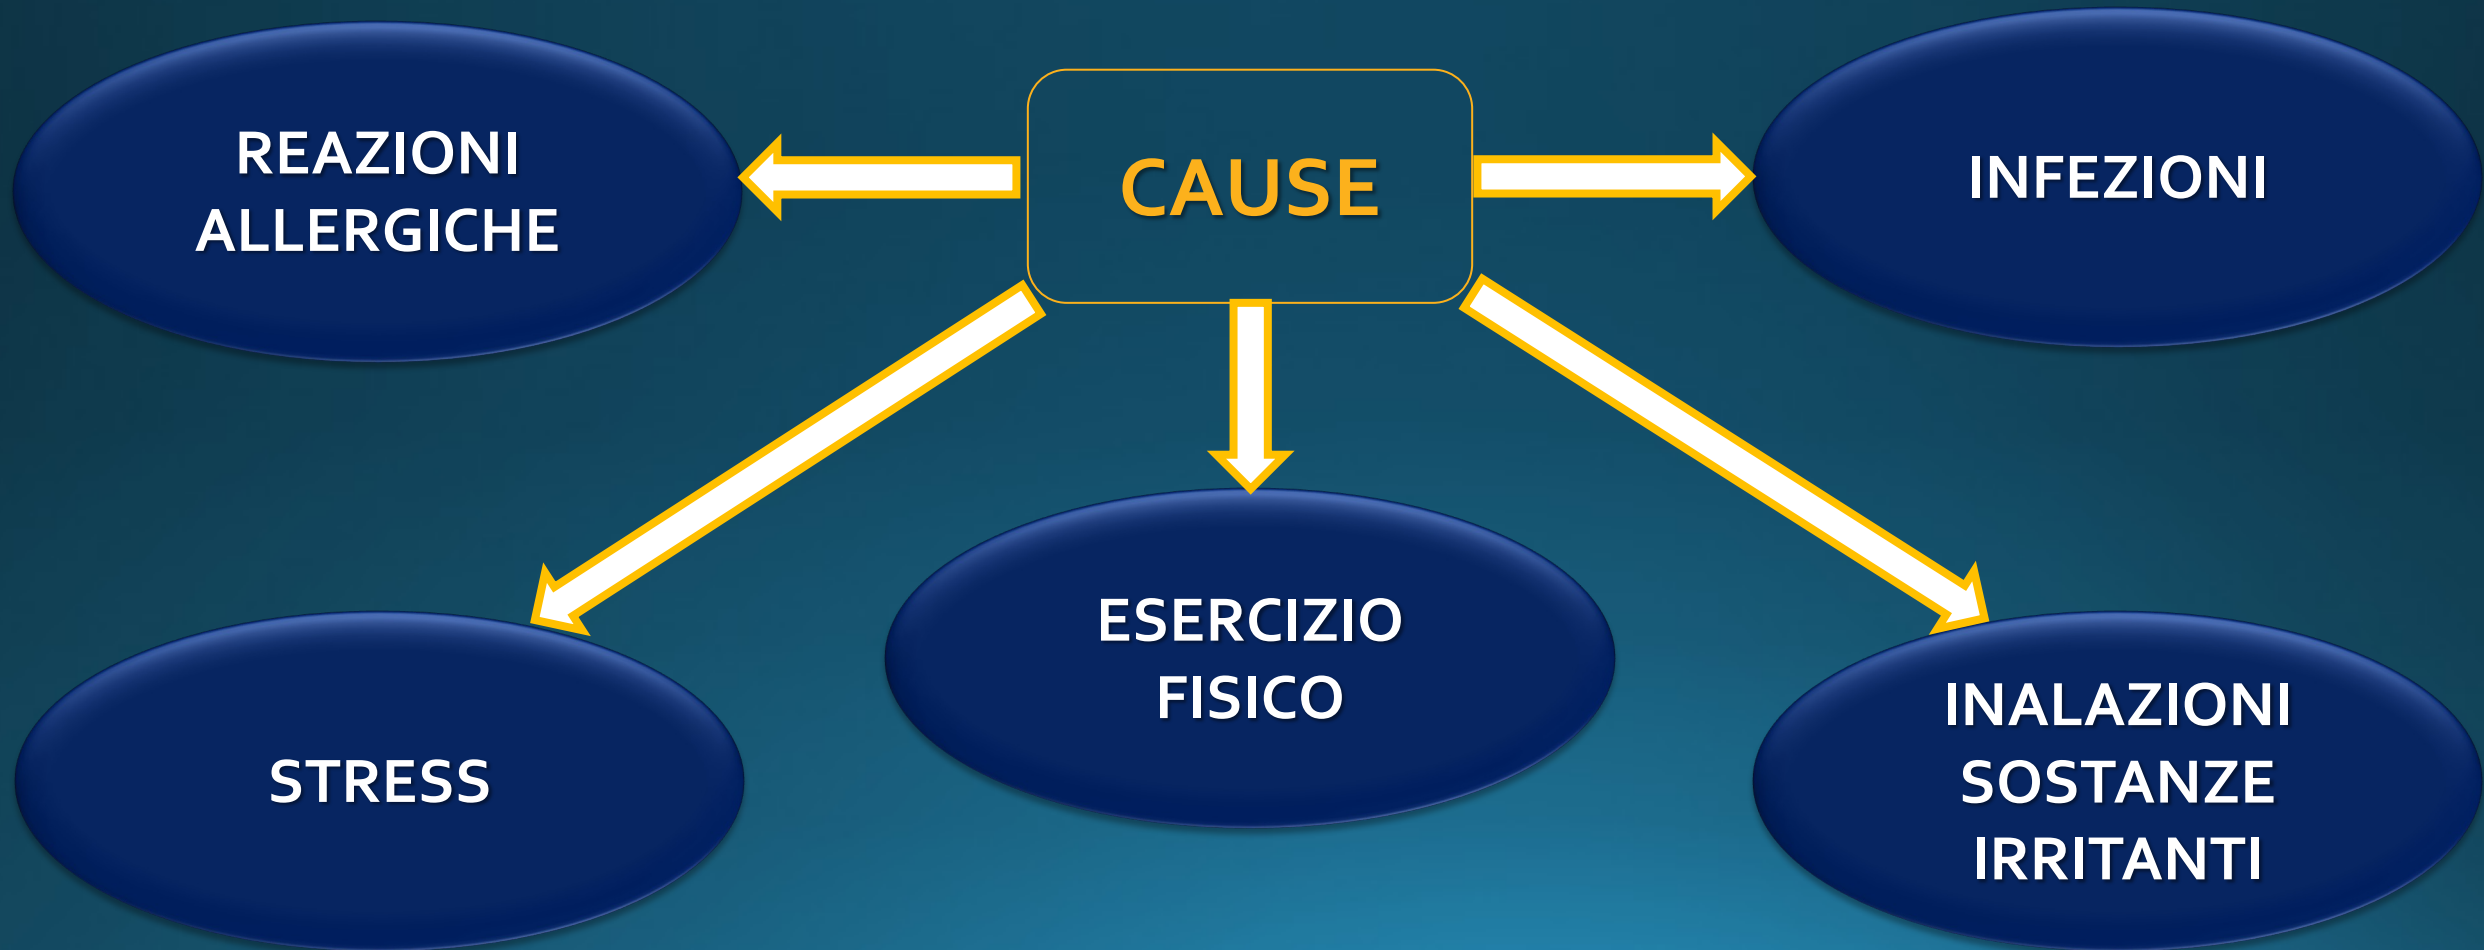 CAUSE
REAZIONI
ALLERGICHE
INFEZIONI
STRESS
ESERCIZIO
FISICO
INALAZIONI
SOSTANZE
IRRITANTI